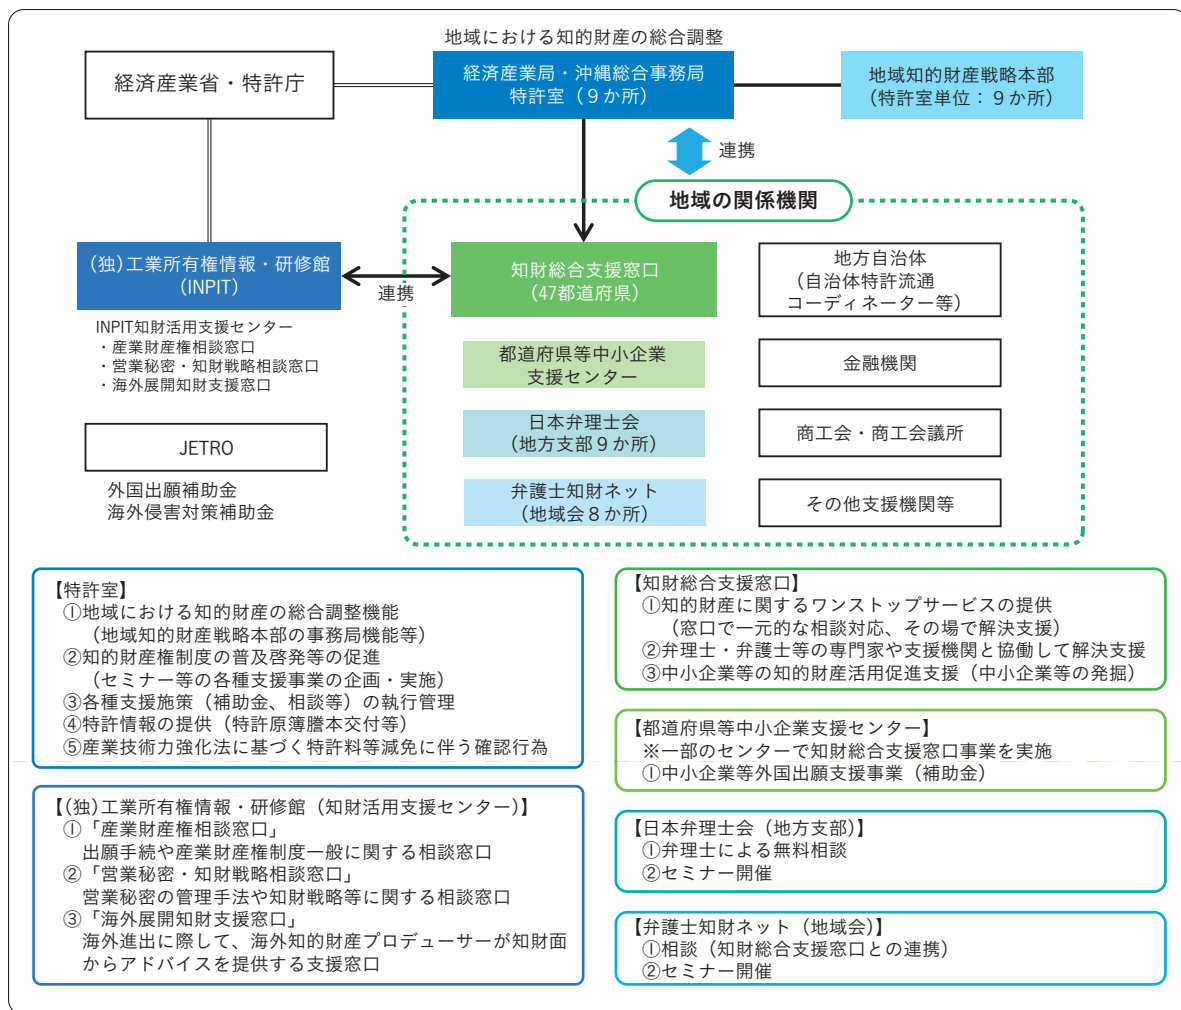 地域における知的財産の総合調整
経済産業省・特許庁
経済産業局・沖縄総合事務局
特許室（９か所）
地域知的財産戦略本部
(特許室単位：９か所)
連携
地域の関係機関
(独)工業所有権情報・研修館
(INPIT)
連携
知財総合支援窓口
(47都道府県)
地方自治体
(自治体特許流通
コーディネーター等)
INPIT知財活用支援センター
・産業財産権相談窓口
・営業秘密・知財戦略相談窓口
・海外展開知財支援窓口
都道府県等中小企業
支援センター
金融機関
JETRO
日本弁理士会
(地方支部９か所)
商工会・商工会議所
外国出願補助金
海外侵害対策補助金
弁護士知財ネット
(地域会８か所)
その他支援機関等
【特許室】
①地域における知的財産の総合調整機能
（地域知的財産戦略本部の事務局機能等）
②知的財産権制度の普及啓発等の促進
（セミナー等の各種支援事業の企画・実施）
③各種支援施策（補助金、相談等）の執行管理
④特許情報の提供（特許原簿謄本交付等）
⑤産業技術力強化法に基づく特許料等減免に伴う確認行為
【(独)工業所有権情報・研修館（知財活用支援センター)】
①「産業財産権相談窓口」
出願手続や産業財産権制度一般に関する相談窓口
②「営業秘密・知財戦略相談窓口」
営業秘密の管理手法や知財戦略等に関する相談窓口
③「海外展開知財支援窓口」
海外進出に際して、海外知的財産プロデューサーが知財面
からアドバイスを提供する支援窓口
【知財総合支援窓口】
①知的財産に関するワンストップサービスの提供
（窓口で一元的な相談対応、その場で解決支援）
②弁理士・弁護士等の専門家や支援機関と協働して解決支援
③中小企業等の知的財産活用促進支援（中小企業等の発掘）
【都道府県等中小企業支援センター】
※一部のセンターで知財総合支援窓口事業を実施
①中小企業等外国出願支援事業（補助金）
【日本弁理士会（地方支部)】
①弁理士による無料相談
②セミナー開催
【弁護士知財ネット（地域会)】
①相談（知財総合支援窓口との連携）
②セミナー開催